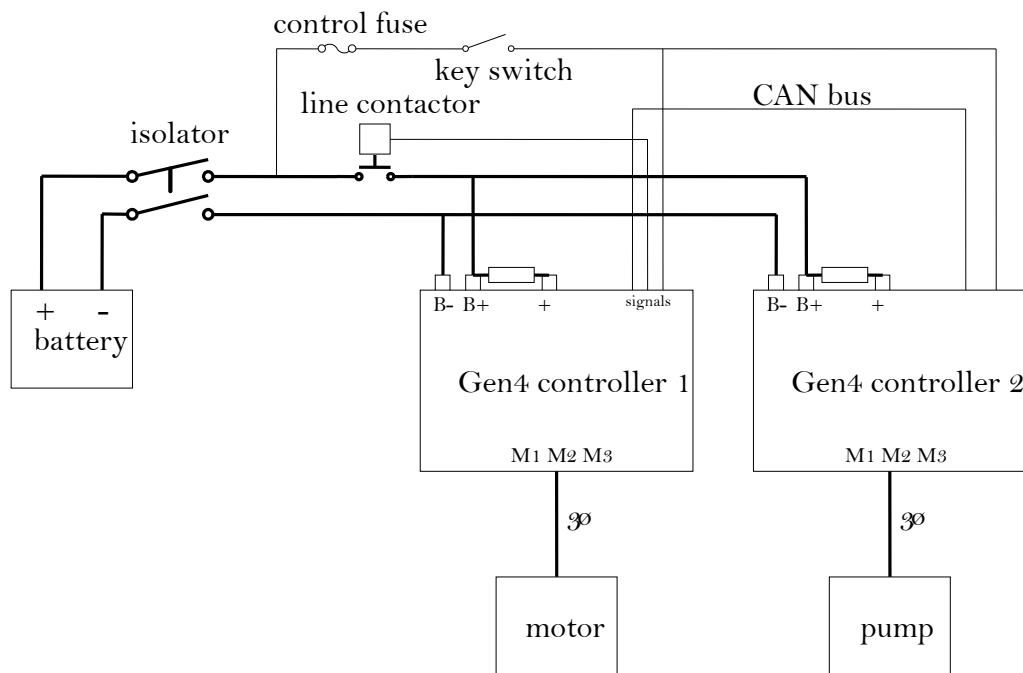 control fuse
key switch
line contactor
CAN bus
isolator
+ -
battery
B- B+ + signals
Gen4 controller 1
M1 M2 M3
3ø
motor
B- B+ +
Gen4 controller 2
M1 M2 M3
3ø
pump